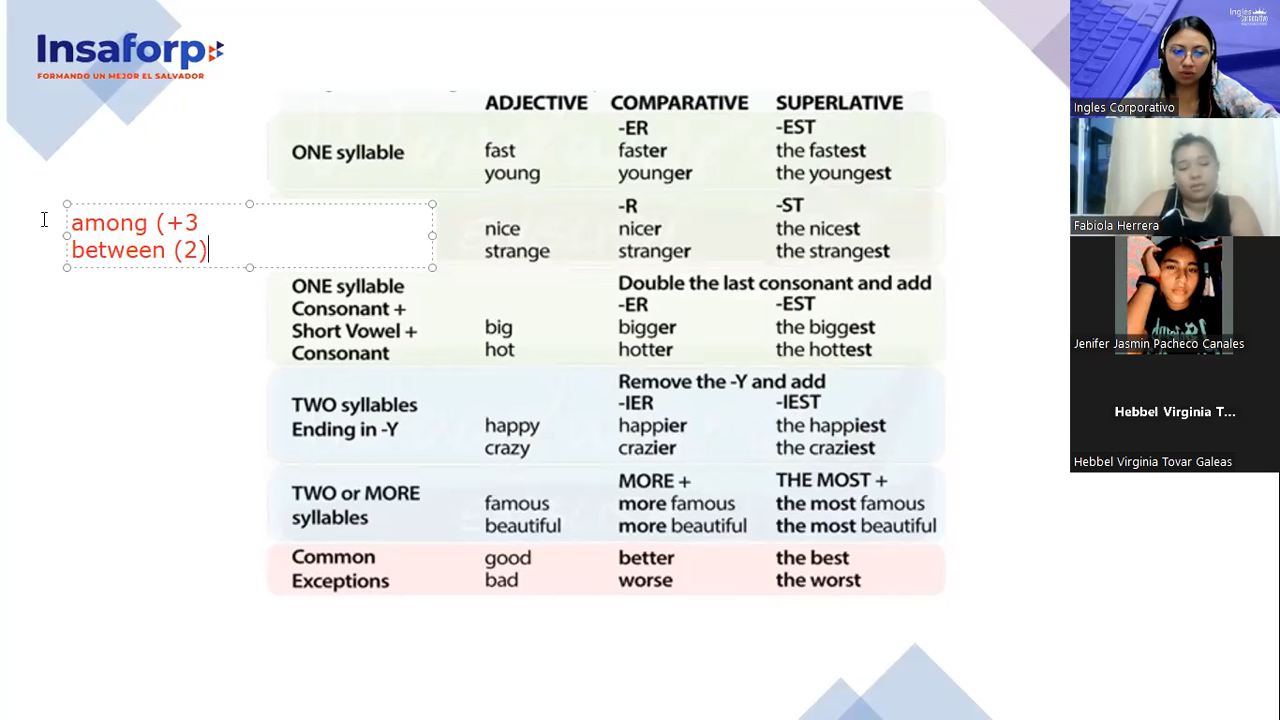 Insaforp
FORMANDO UN MEJOR EL SALVADOR
ADJECTIVE COMPARATIVE SUPERLATIVE
-ER -EST
ONE syllable fast faster the fastest
young younger the youngest
-R -ST
among (+3
nice nicer the nicest
between (2)
strange stranger the strangest
ONE syllable Double the last consonant and add
Consonant + -ER -EST
Short Vowel + big bigger the biggest
Consonant hot hotter the hottest
Remove the -Y and add
TWO syllables -IER -IEST
Ending in -Y happy happier the happiest
crazy crazier the craziest
MORE + THE MOST +
TWO or MORE famous more famous the most famous
syllables beautiful more beautiful the most beautiful
Common good better the best
Exceptions bad worse the worst
Ingles Corporativo
Fabiola Herrera
Jenifer Jasmin Pacheco Canales
Hebbel Virginia T...
Hebbel Virginia Tovar Galeas